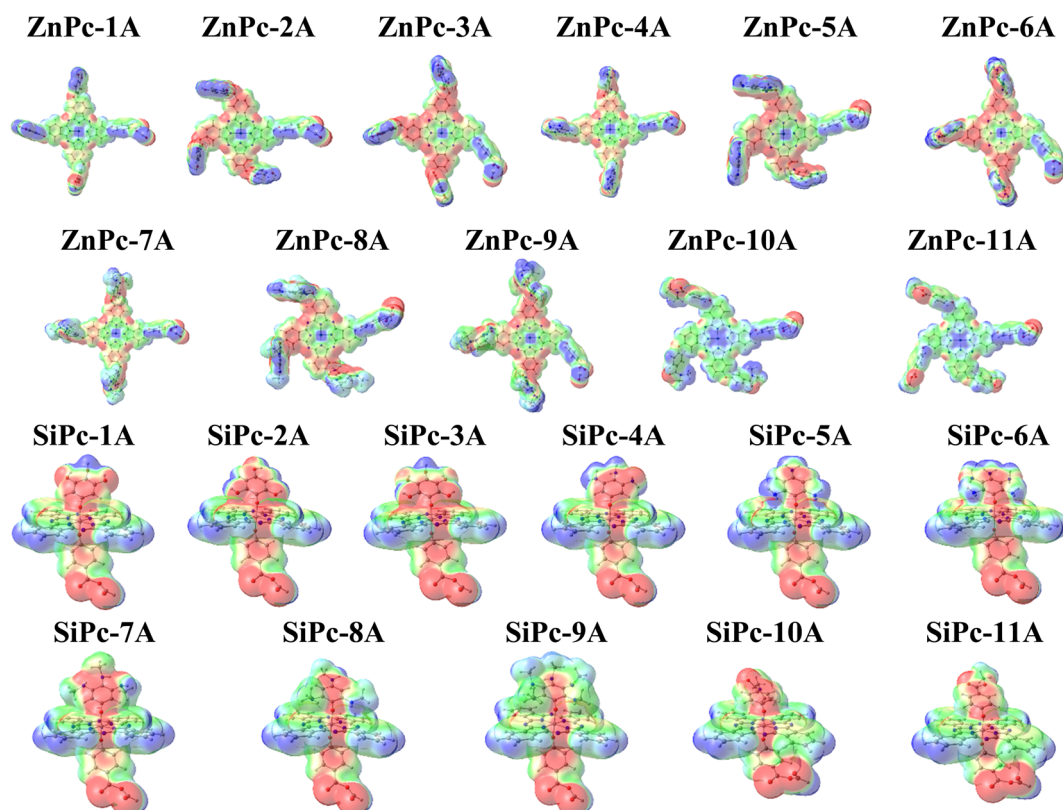 ZnPc-1A ZnPc-2A ZnPc-3A ZnPc-4A ZnPc-5A ZnPc-6A
ZnPc-7A ZnPc-8A ZnPc-9A ZnPc-10A ZnPc-11A
SiPc-1A SiPc-2A SiPc-3A SiPc-4A SiPc-5A SiPc-6A
SiPc-7A SiPc-8A SiPc-9A SiPc-10A SiPc-11A